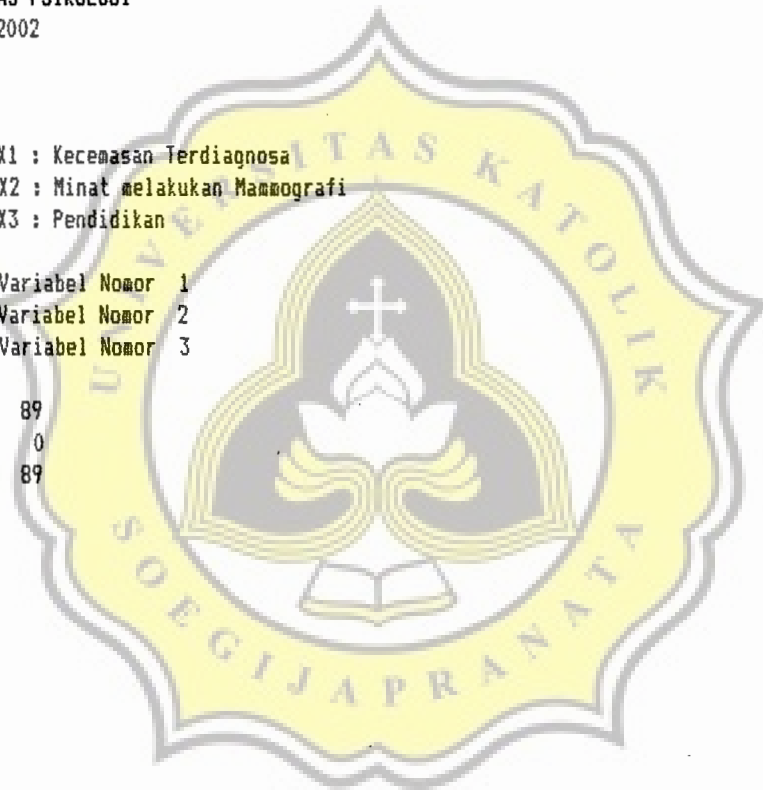 AS PSIKOLOGI
2002
X1 : Kecemasan Terdiagnosa
X2 : Minat melakukan Mammografi
X3 : Pendidikan
Variabel Nomor 1
Variabel Nomor 2
Variabel Nomor 3
89
0
89
UNIVERSITAS KATOLIK
SOEGIJAPRANATA